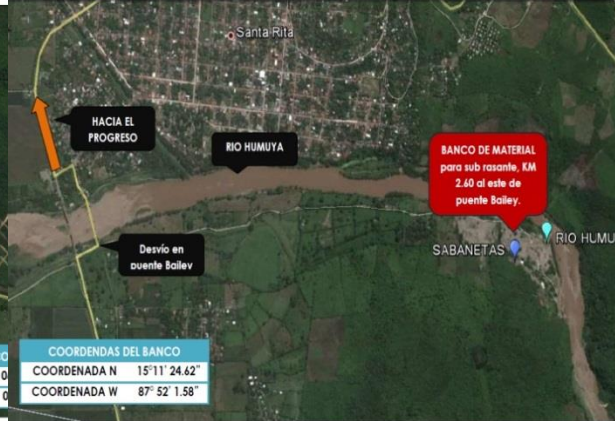 Santa Rita
HACIA EL
PROGRESO
RIO HUMUYA
BANCO DE MATERIAL
para sub rasante, KM
2.60 al este de
puente Bailey.
RIO HUMU
SABANETAS
Desvío en
puente Bailey
COORDENDAS DEL BANCO
COORDENADA N 15°11' 24.62"
COORDENADA W 87° 52' 1.58"